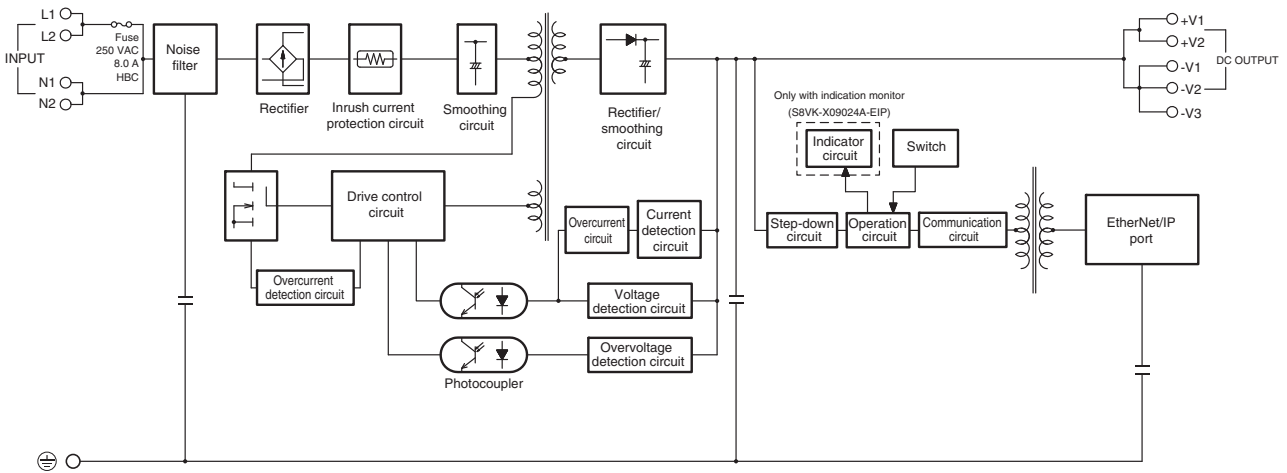 L1
L2
INPUT
N1
N2
Fuse
250 VAC
8.0 A
HBC
Noise
filter
Rectifier
Inrush current
protection circuit
Smoothing
circuit
Rectifier/
smoothing
circuit
+V1
+V2
-V1
-V2
-V3
DC OUTPUT
Only with indication monitor
(S8VK-X09024A-EIP)
Indicator
circuit
Switch
Drive control
circuit
Overcurrent
circuit
Current
detection
circuit
Step-down
circuit
Operation
circuit
Communication
circuit
EtherNet/IP
port
Overcurrent
detection circuit
Voltage
detection circuit
Overvoltage
detection circuit
Photocoupler